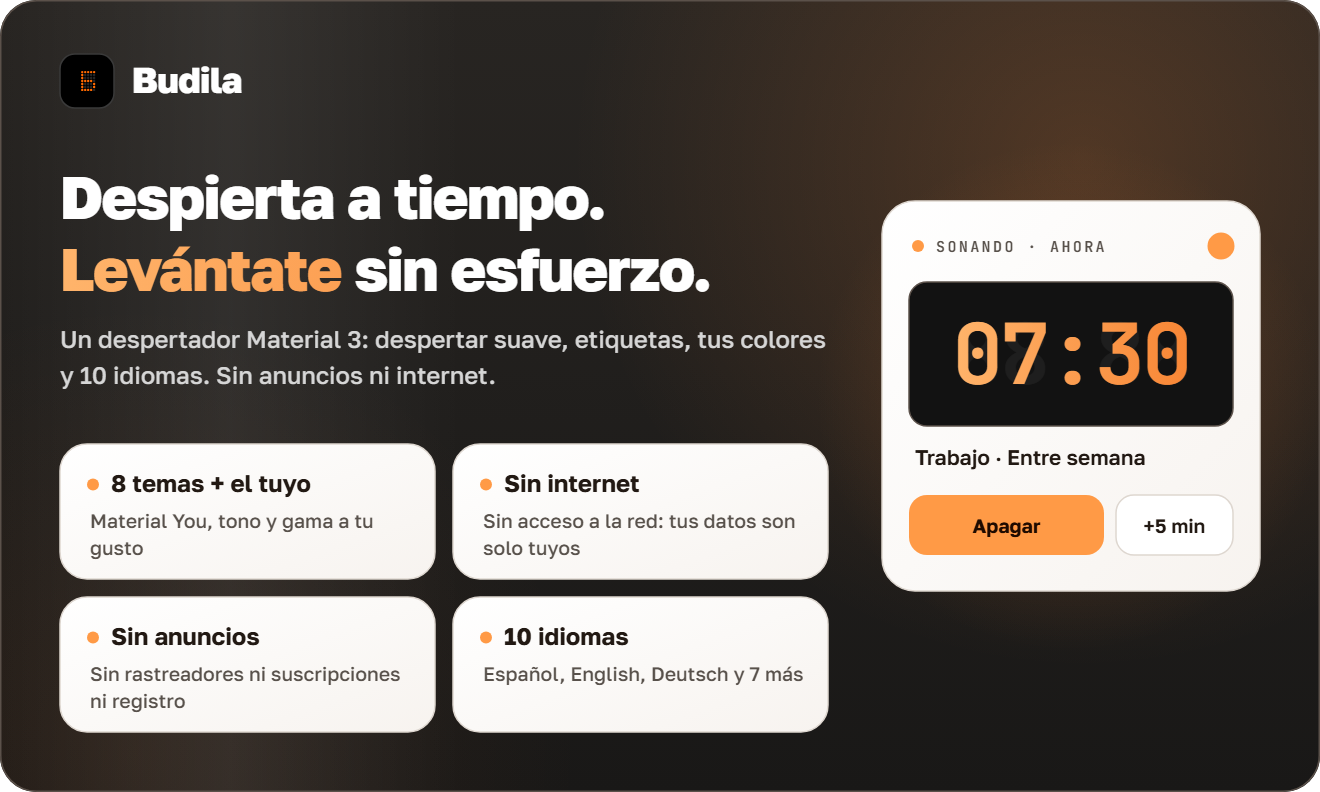 Б
Budila
Despierta a tiempo.
Levántate sin esfuerzo.
Un despertador Material 3: despertar suave, etiquetas, tus colores
y 10 idiomas. Sin anuncios ni internet.
8 temas + el tuyo
Material You, tono y gama a tu
gusto
Sin internet
Sin acceso a la red: tus datos son
solo tuyos
Sin anuncios
Sin rastreadores ni suscripciones
ni registro
10 idiomas
Español, English, Deutsch y 7 más
SONANDO · AHORA
07:30
Trabajo · Entre semana
Apagar
+5 min